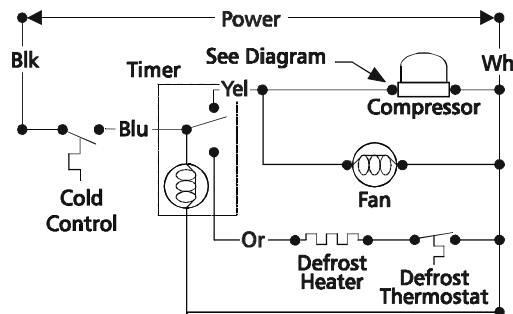 Power
Blk
Timer
See Diagram
Wh
Yel
Compressor
Blu
Cold
Control
Fan
Or
Defrost
Heater
Defrost
Thermostat